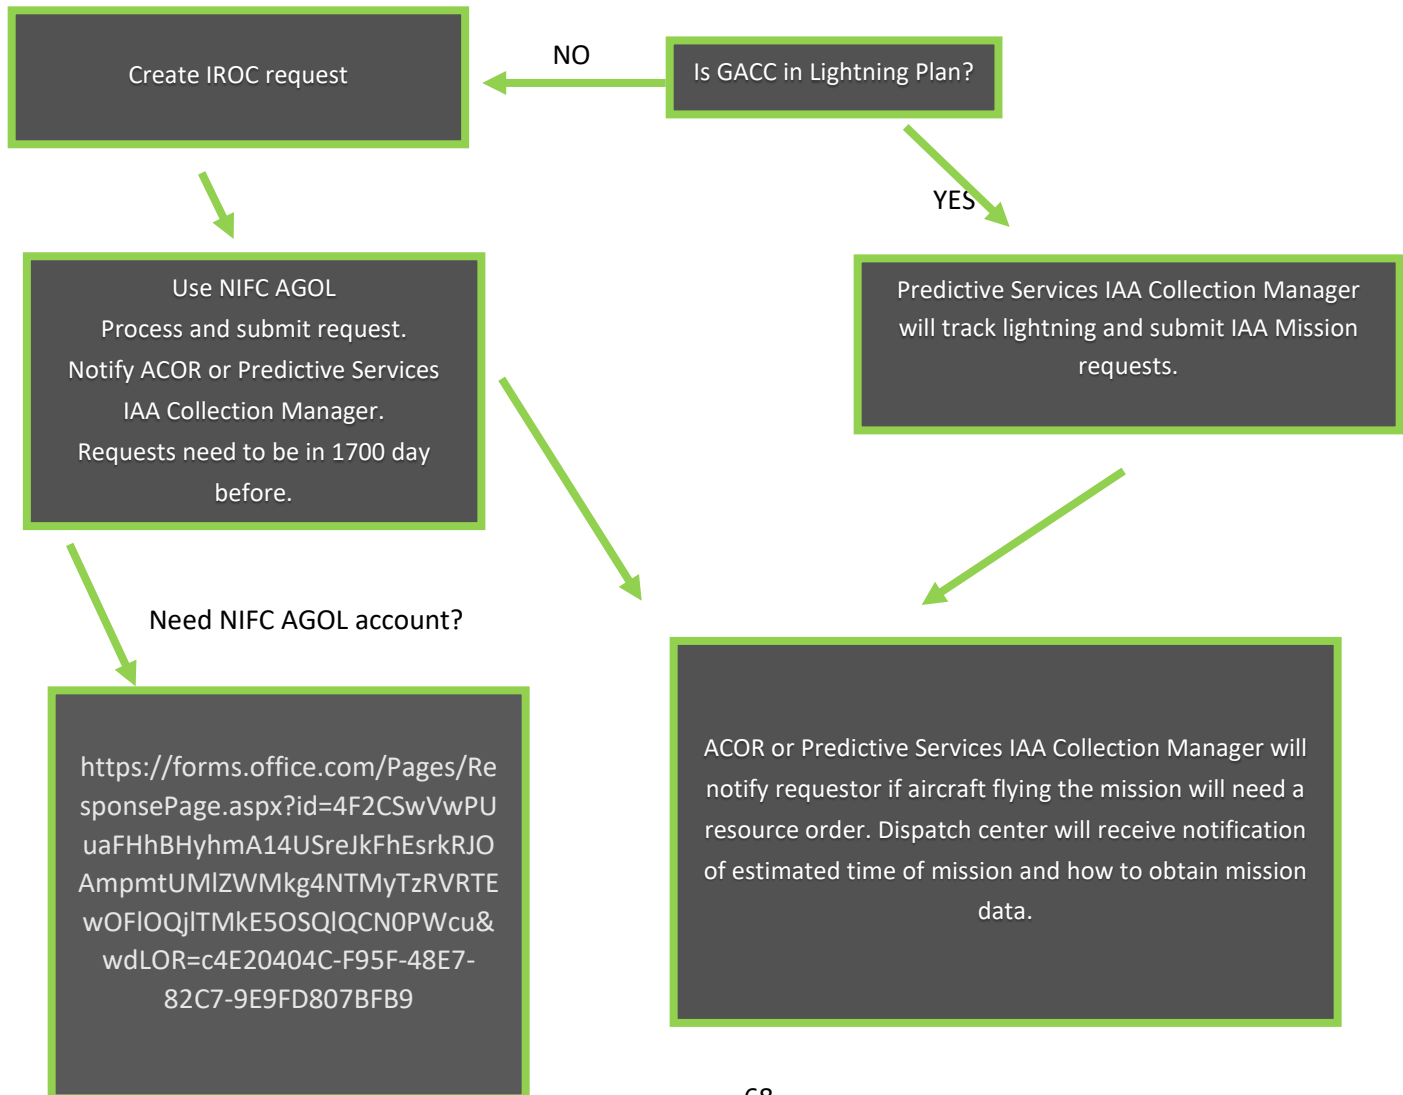 Create IROC request
NO
Is GACC in Lightning Plan?
YES
Use NIFC AGOL
Process and submit request.
Notify ACOR or Predictive Services
IAA Collection Manager.
Requests need to be in 1700 day
before.
Predictive Services IAA Collection Manager
will track lightning and submit IAA Mission
requests.
Need NIFC AGOL account?
https://forms.office.com/Pages/Re
sponsePage.aspx?id=4F2CSwVwPU
uaFHhBHyhmA14USreJkFhEsrkRJO
AmpmtUMlZWMkg4NTMyTzRVRTE
wOFlOQjlTMkE5OSQlQCN0PWcu&
wdLOR=c4E20404C-F95F-48E7-
82C7-9E9FD807BFB9
ACOR or Predictive Services IAA Collection Manager will
notify requestor if aircraft flying the mission will need a
resource order. Dispatch center will receive notification
of estimated time of mission and how to obtain mission
data.